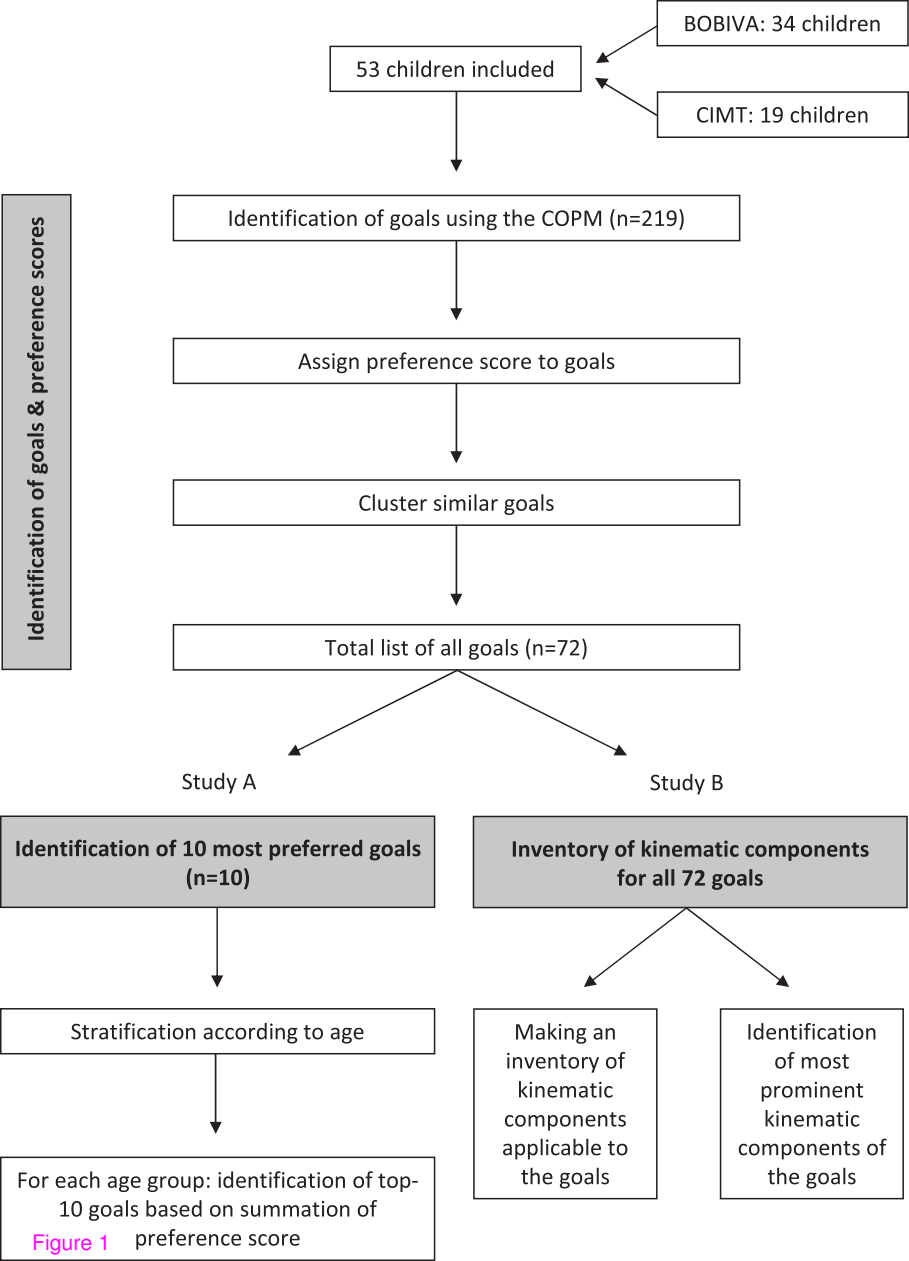 BOBIVA: 34 children
53 children included
CIMT: 19 children
Identification of goals & preference scores
Identification of goals using the COPM (n=219)
Assign preference score to goals
Cluster similar goals
Total list of all goals (n=72)
Study A
Identification of 10 most preferred goals
(n=10)
Stratification according to age
For each age group: identification of top-
10 goals based on summation of
preference score
Figure 1
Study B
Inventory of kinematic components
for all 72 goals
Making an
inventory of
kinematic
components
applicable to
the goals
Identification
of most
prominent
kinematic
components of
the goals